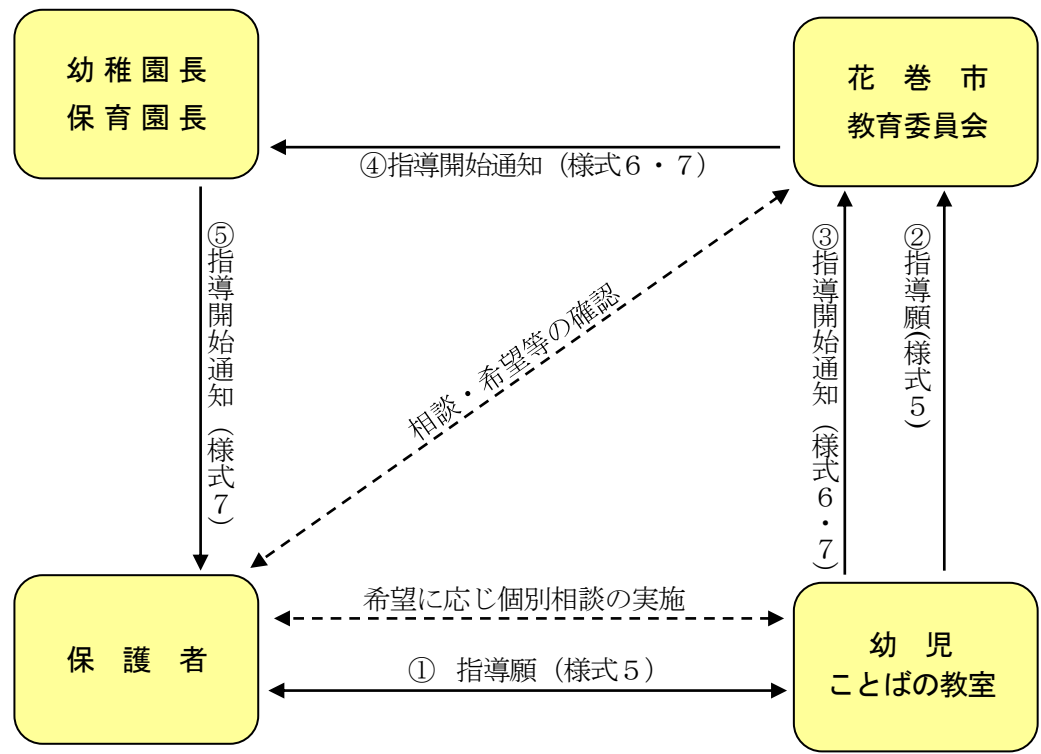 幼 稚 園 長
保 育 園 長
花 巻 市
教育委員会
④指導開始通知（様式６・７）
⑤指導開始通知（様式７）
相談・希望等の確認
③指導開始通知（様式６・７）
②指導願（様式５）
希望に応じ個別相談の実施
① 指導願（様式５）
保 護 者
幼 児
ことばの教室